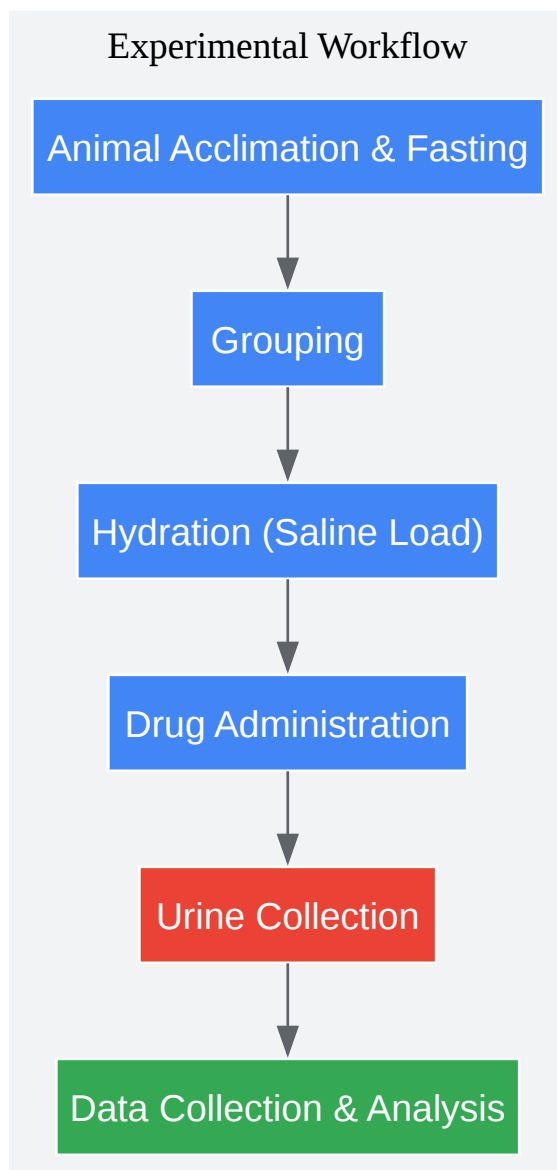 Experimental Workflow
Animal Acclimation & Fasting
Grouping
Hydration (Saline Load)
Drug Administration
Urine Collection
Data Collection & Analysis